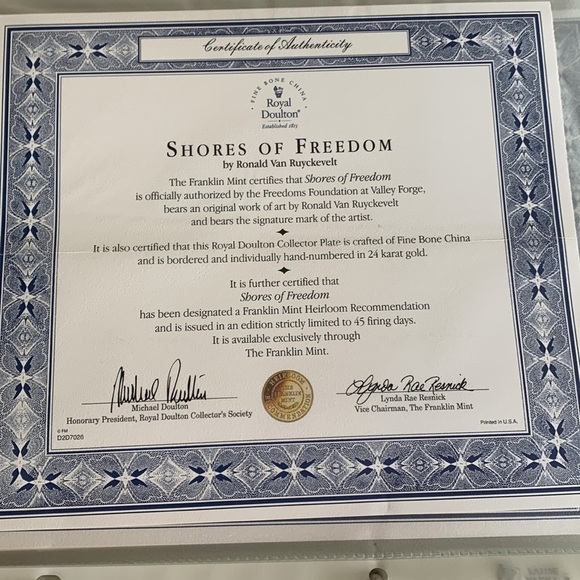 Certificate of Authenticity
FINE BONE CHINA
Royal
Doulton®
Established 1815
SHORES OF FREEDOM
by Ronald Van Ruyckevelt
The Franklin Mint certifies that Shores of Freedom
is officially authorized by the Freedoms Foundation at Valley Forge,
bears an original work of art by Ronald Van Ruyckevelt
and bears the signature mark of the artist.
It is also certified that this Royal Doulton Collector Plate is crafted of Fine Bone China
and is bordered and individually hand-numbered in 24 karat gold.
It is further certified that
Shores of Freedom
has been designated a Franklin Mint Heirloom Recommendation
and is issued in an edition strictly limited to 45 firing days.
It is available exclusively through
The Franklin Mint.
Michael Doulton
Lynda Rae Resnick
Michael Doulton
Honorary President, Royal Doulton Collector's Society
HEIRLOOM
THE
FRANKLIN
MINT
RECOMMENDATION
Lynda Rae Resnick
Vice Chairman, The Franklin Mint
© FM
D2D7026
Printed in U.S.A.